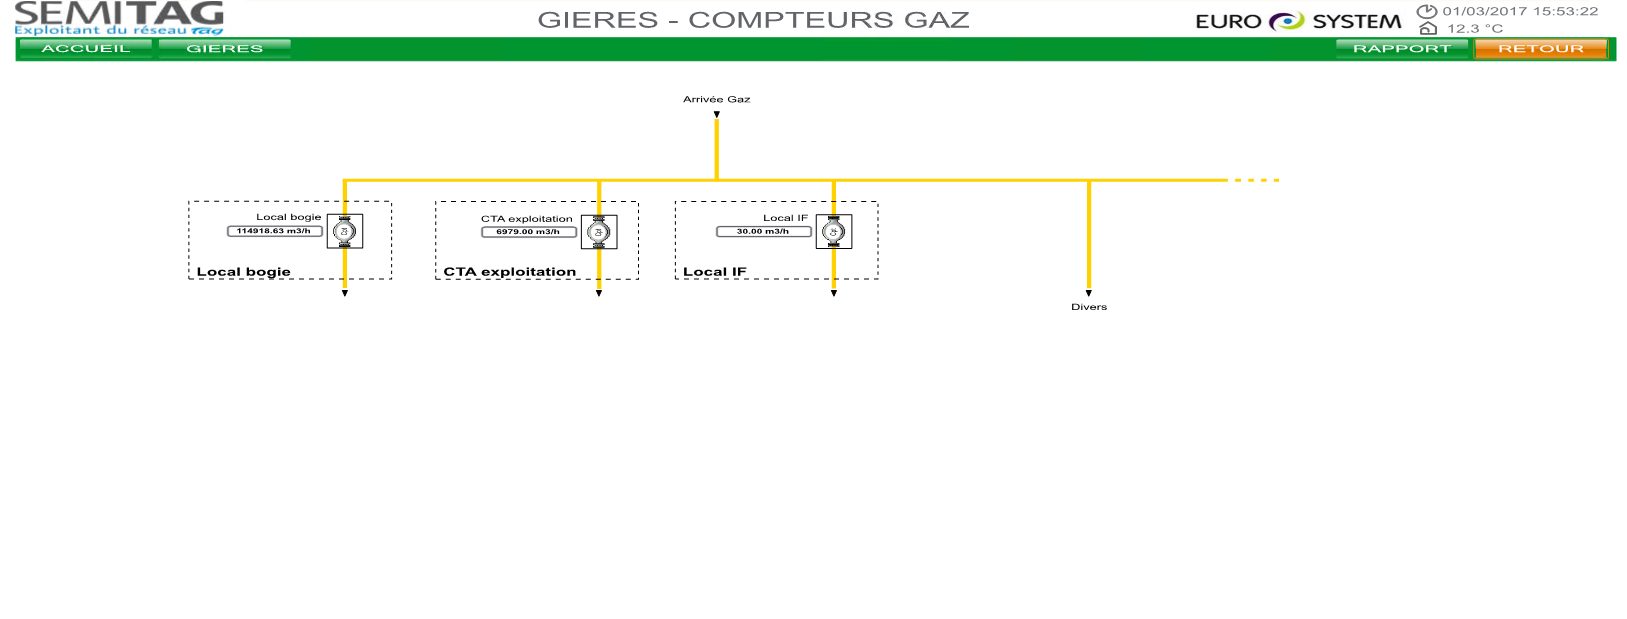 SEMITAG
Exploitant du réseau tag
GIERES - COMPTEURS GAZ
EURO SYSTEM
01/03/2017 15:53:22
12.3 °C
ACCUEIL
GIERES
RAPPORT
RETOUR
Arrivée Gaz
Local bogie
114918.63 m3/h
Local bogie
CTA exploitation
6979.00 m3/h
CTA exploitation
Local IF
30.00 m3/h
Local IF
Divers